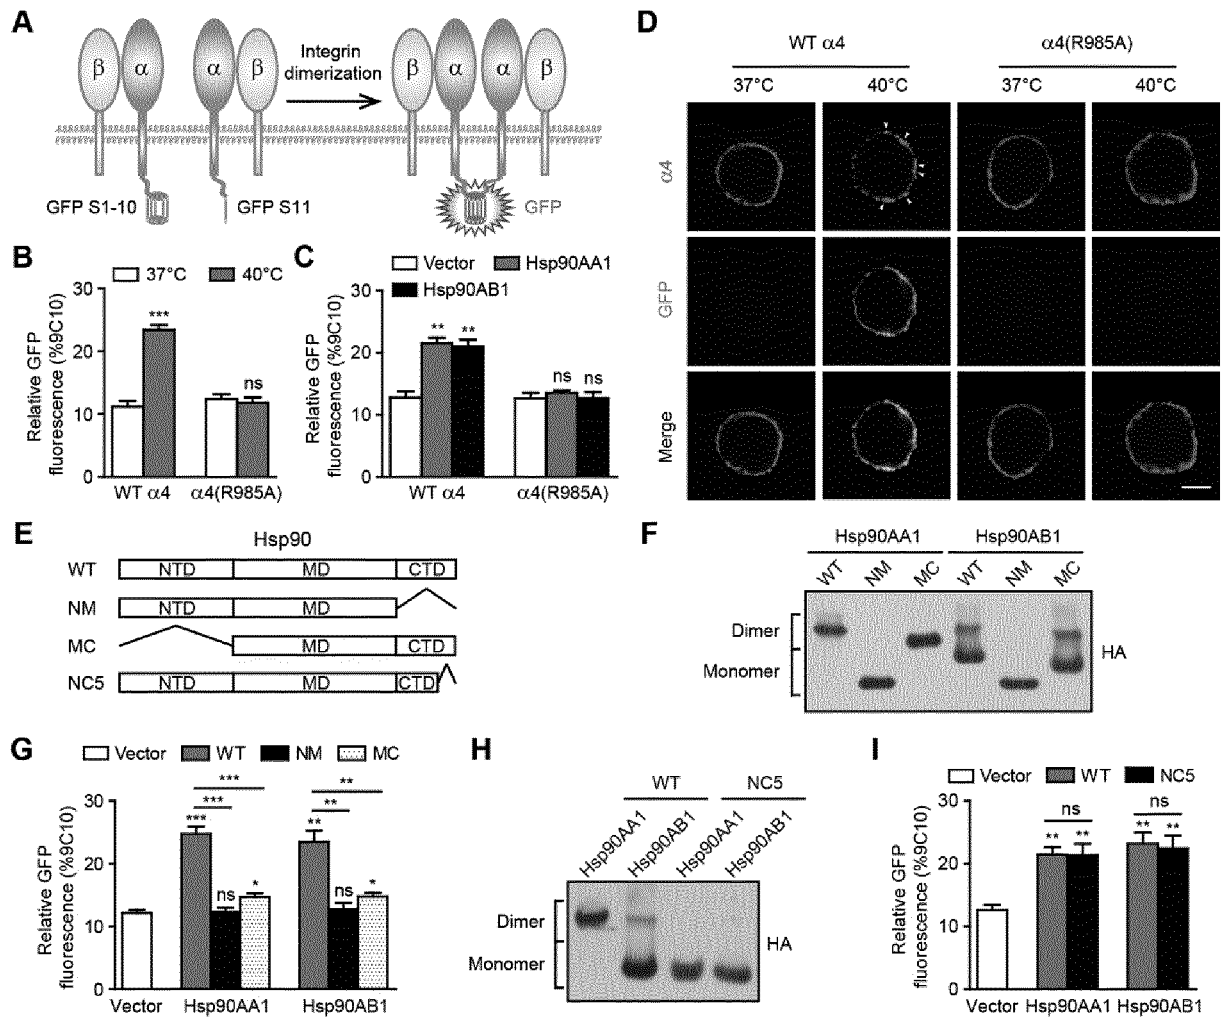 A
β α α β
Integrin
dimerization
β α α β
GFP S1-10
GFP S11
GFP
B
37°C 40°C
Relative GFP
fluorescence (%9C10)
30
20
10
0
***
ns
WT α4 α4(R985A)
C
Vector Hsp90AA1
Hsp90AB1
Relative GFP
fluorescence (%9C10)
30
20
10
0
** **
ns ns
WT α4 α4(R985A)
D
WT α4 α4(R985A)
37°C 40°C 37°C 40°C
α4
GFP
Merge
E
Hsp90
WT NTD MD CTD
NM NTD MD
MC MD CTD
NC5 NTD MD CTD
F
Hsp90AA1 Hsp90AB1
WT NM MC WT NM MC
Dimer
Monomer
HA
G
Vector WT NM MC
Relative GFP
fluorescence (%9C10)
30
20
10
0
*** **
*** **
*** ns * ** ns *
Vector Hsp90AA1 Hsp90AB1
H
WT NC5
Hsp90AA1 Hsp90AB1 Hsp90AA1 Hsp90AB1
Dimer
Monomer
HA
I
Vector WT NC5
Relative GFP
fluorescence (%9C10)
30
20
10
0
ns ns
** ** ** **
Vector Hsp90AA1 Hsp90AB1